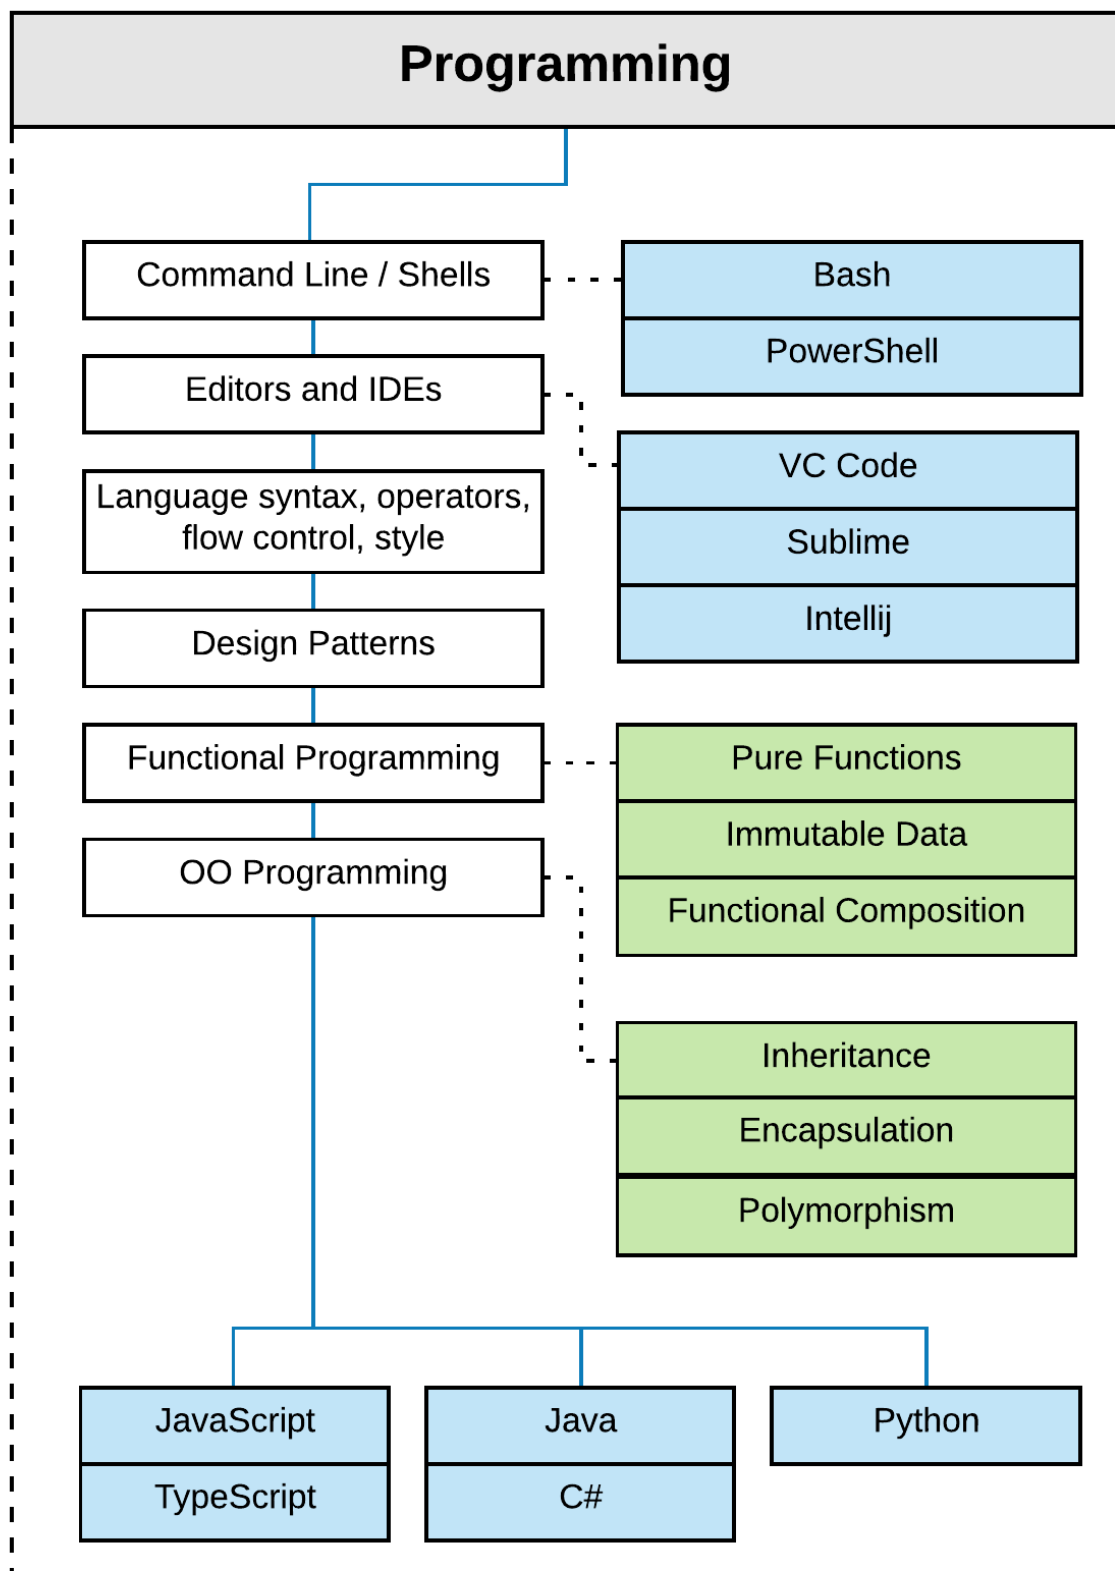 Programming
Command Line / Shells
Bash
PowerShell
Editors and IDEs
VC Code
Sublime
Intellij
Language syntax, operators,
flow control, style
Design Patterns
Functional Programming
Pure Functions
Immutable Data
Functional Composition
OO Programming
Inheritance
Encapsulation
Polymorphism
JavaScript
TypeScript
Java
C#
Python